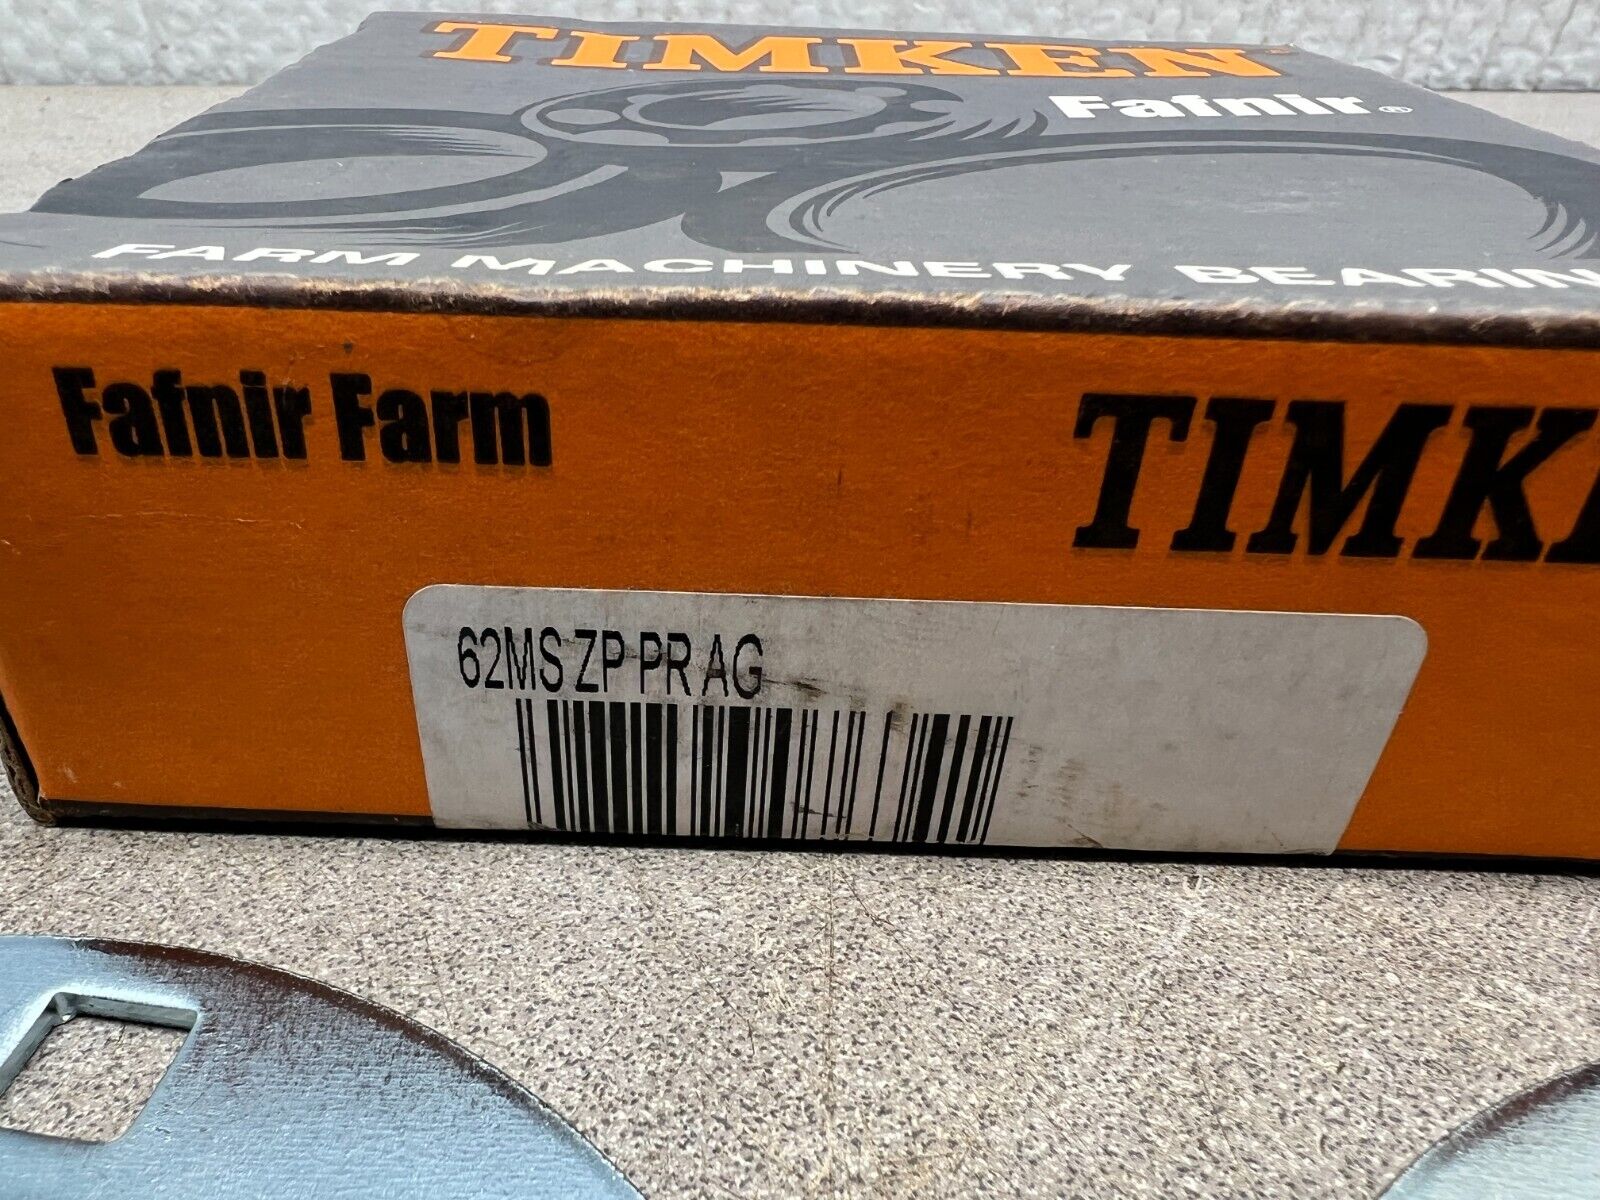 TIMKEN
Fafnir®
FARM MACHINERY BEARIN
Fafnir Farm
TIMK
62MS ZP PR AG